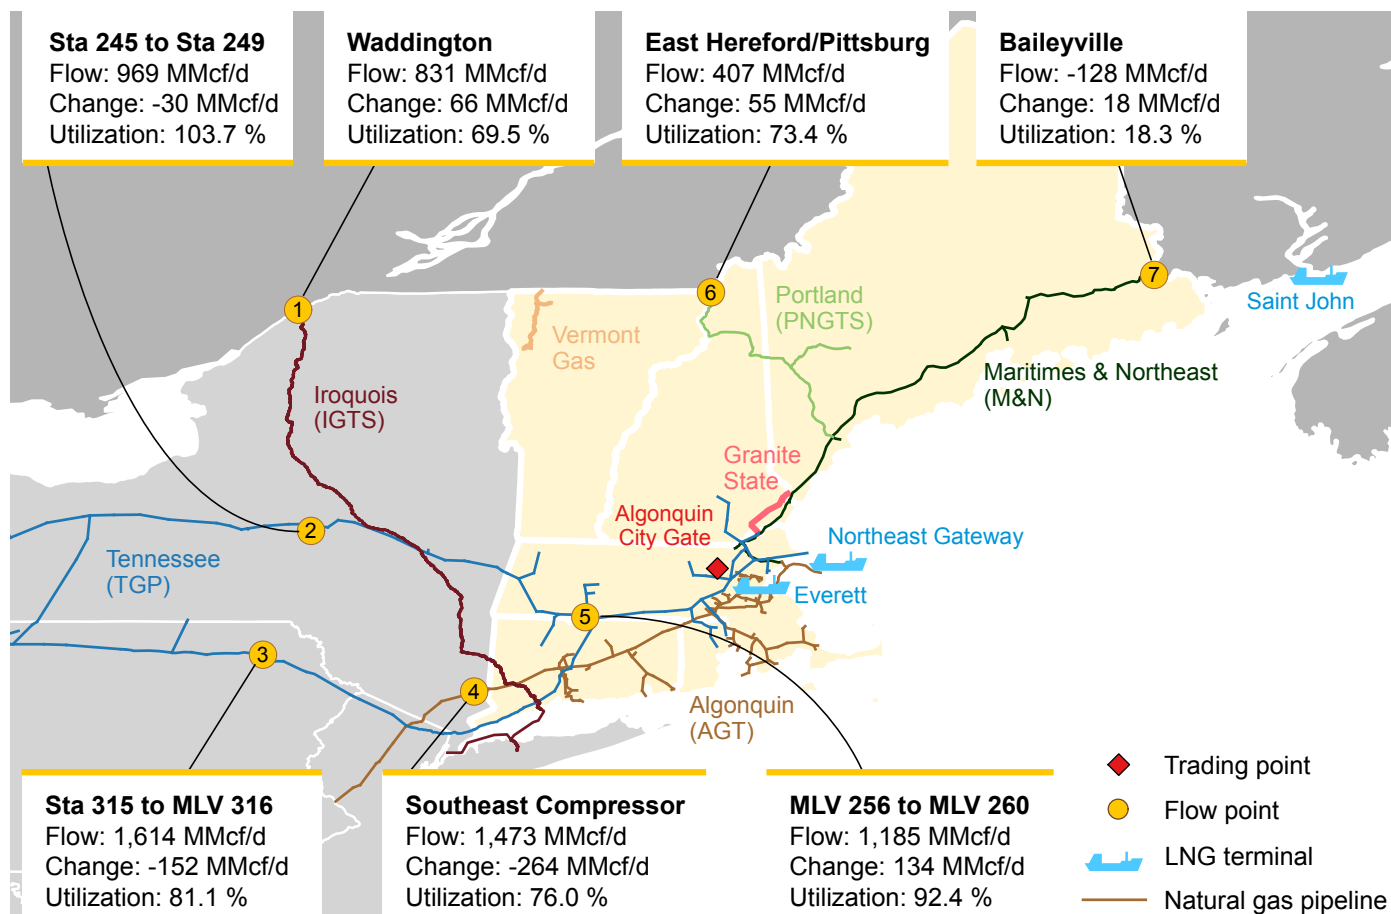 Sta 245 to Sta 249
Flow: 969 MMcf/d
Change: -30 MMcf/d
Utilization: 103.7 %
Waddington
Flow: 831 MMcf/d
Change: 66 MMcf/d
Utilization: 69.5 %
East Hereford/Pittsburg
Flow: 407 MMcf/d
Change: 55 MMcf/d
Utilization: 73.4 %
Baileyville
Flow: -128 MMcf/d
Change: 18 MMcf/d
Utilization: 18.3 %
7
6
1
Saint John
Portland
(PNGTS)
Vermont
Gas
Maritimes & Northeast
(M&N)
Iroquois
(IGTS)
Granite
State
Algonquin
City Gate
2
Northeast Gateway
Tennessee
(TGP)
Everett
5
3
4
Algonquin
(AGT)
Sta 315 to MLV 316
Flow: 1,614 MMcf/d
Change: -152 MMcf/d
Utilization: 81.1 %
Southeast Compressor
Flow: 1,473 MMcf/d
Change: -264 MMcf/d
Utilization: 76.0 %
MLV 256 to MLV 260
Flow: 1,185 MMcf/d
Change: 134 MMcf/d
Utilization: 92.4 %
Trading point
Flow point
LNG terminal
Natural gas pipeline